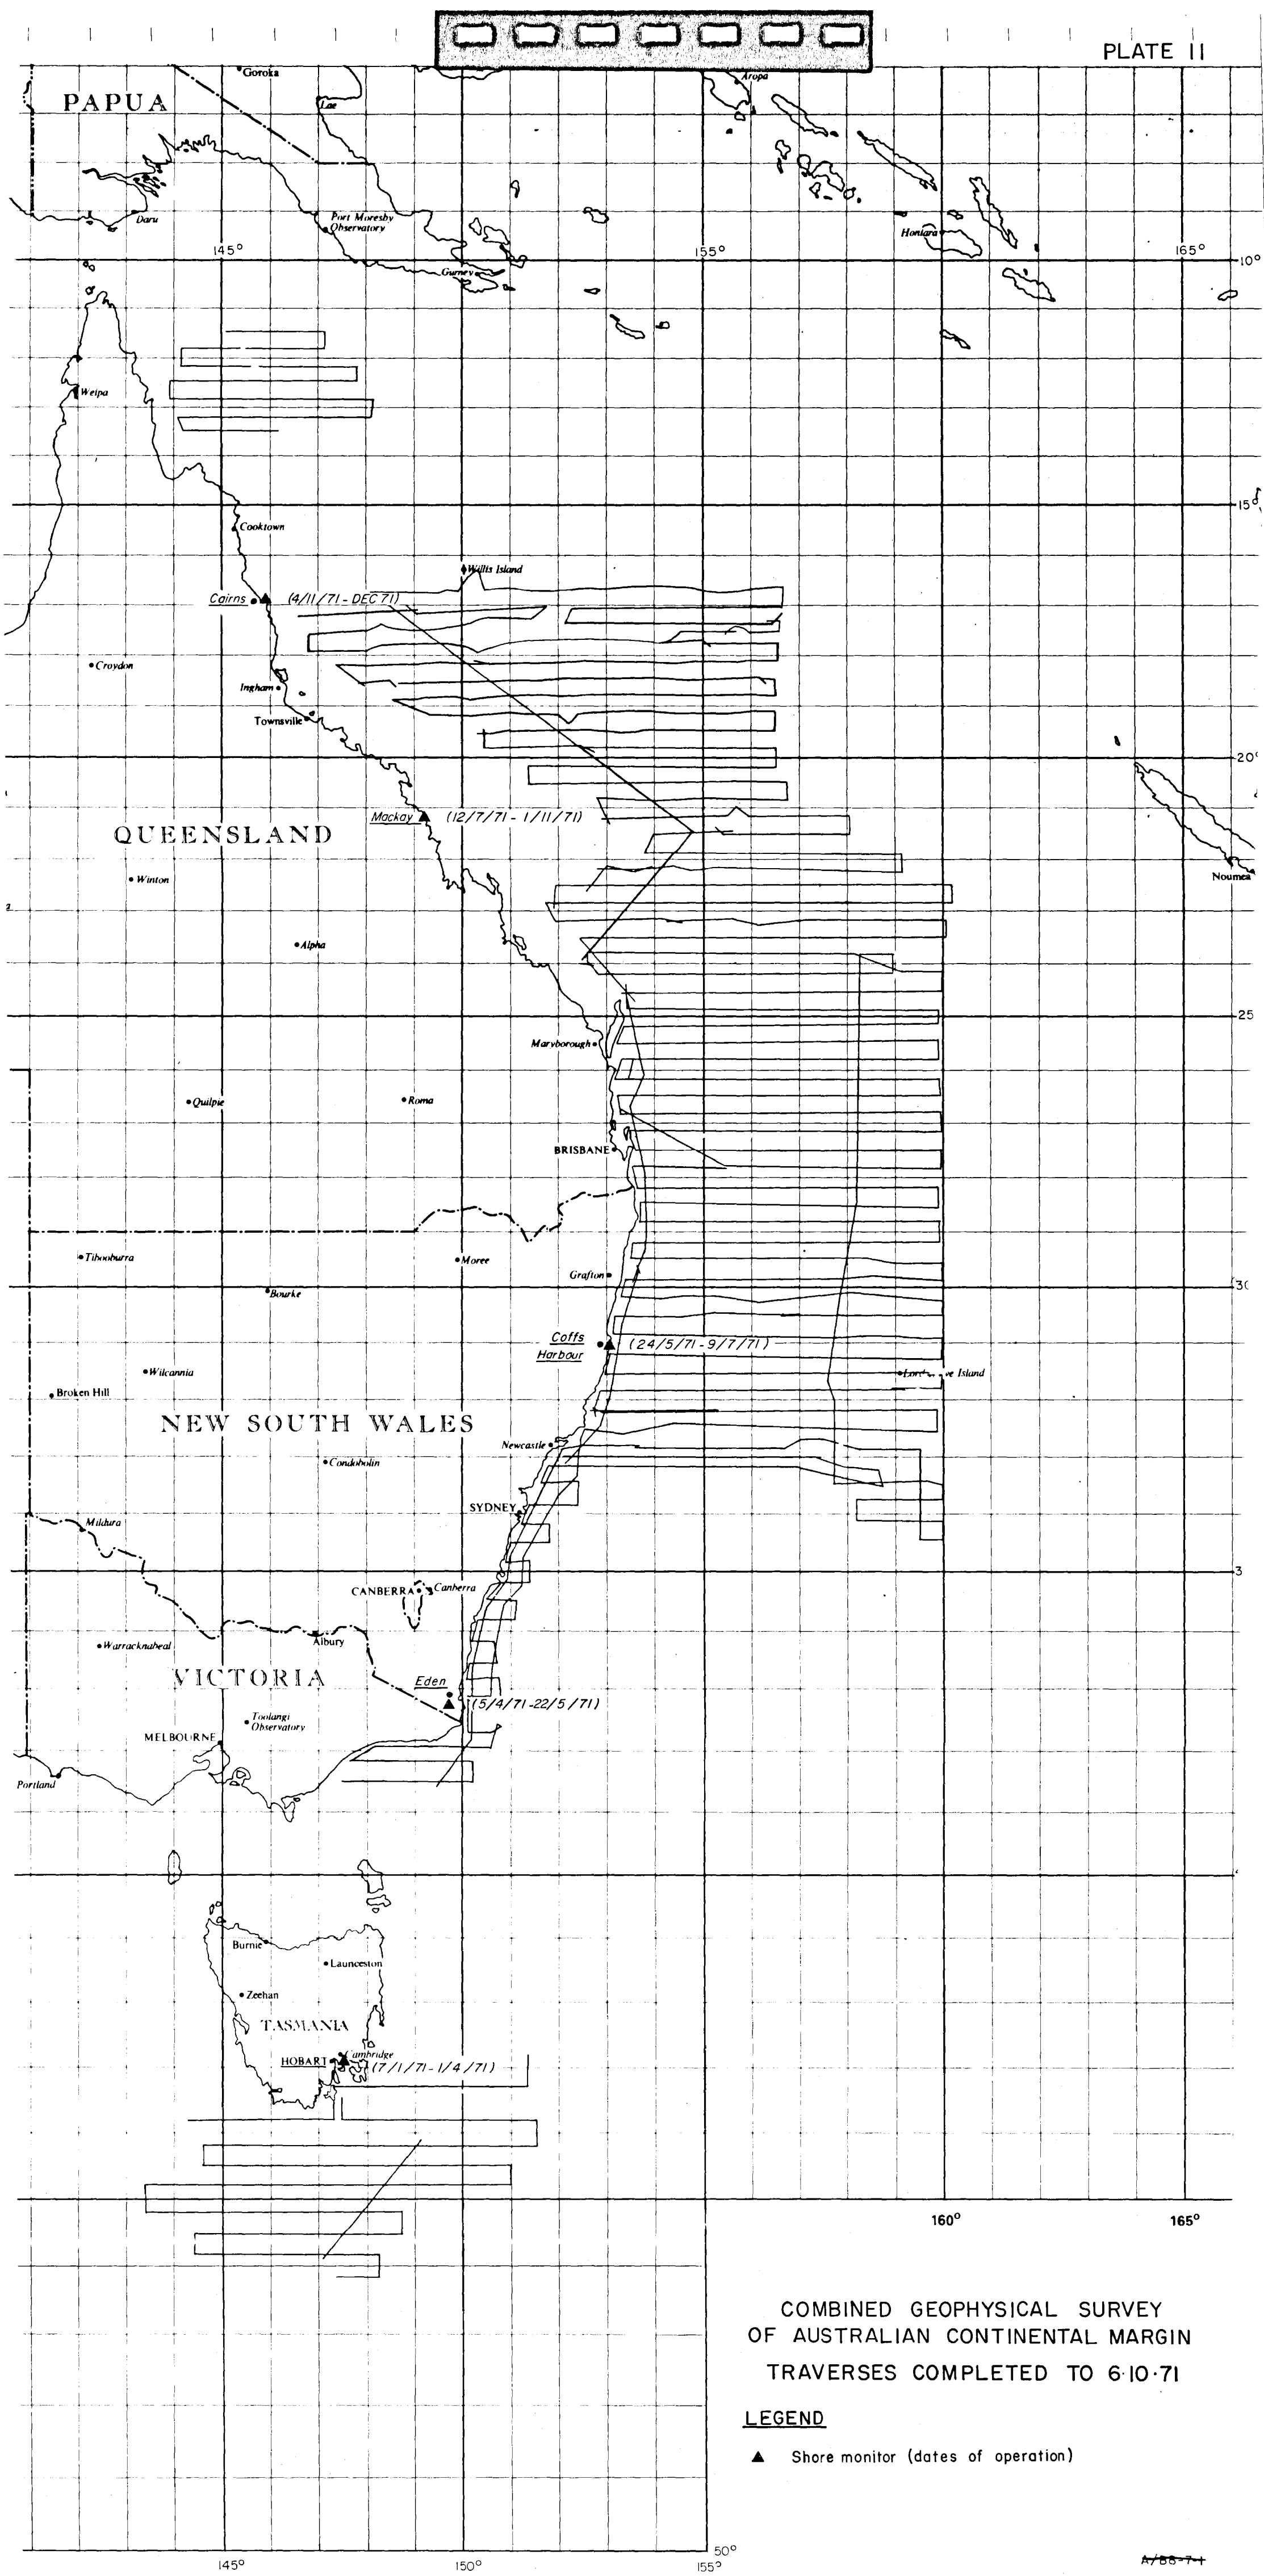 PLATE 11
Goroka
Aropa
PAPUA
Lae
Daru
Port Moresby
Observatory
Honiara
145°
155°
165°
10°
Gurney
Weipa
15
Cooktown
Willis Island
Cairns
(4/11/71 - DEC 71)
Croydon
Ingham
Townsville
20°
Mackay
(12/7/71 - 1/11/71)
QUEENSLAND
Noumea
Winton
Alpha
25
Maryborough
Quilpie
Roma
BRISBANE
Tibooburra
Moree
Grafton
Bourke
Coffs
Harbour
(24/5/71 - 9/7/71)
Wilcannia
Broken Hill
NEW SOUTH WALES
Newcastle
Condobolin
SYDNEY
Mildura
3
CANBERRA
Canberra
Warracknabeal
Albury
VICTORIA
Eden
(5/4/71 - 22/5/71)
Toolangi
Observatory
MELBOURNE
Portland
Burnie
Launceston
Zeehan
TASMANIA
Cambridge
HOBART
(7/1/71 - 1/4/71)
160°
165°
COMBINED GEOPHYSICAL SURVEY
OF AUSTRALIAN CONTINENTAL MARGIN
TRAVERSES COMPLETED TO 6·10·71
LEGEND
▲ Shore monitor (dates of operation)
50°
145°
150°
155°
A/B8-7-1